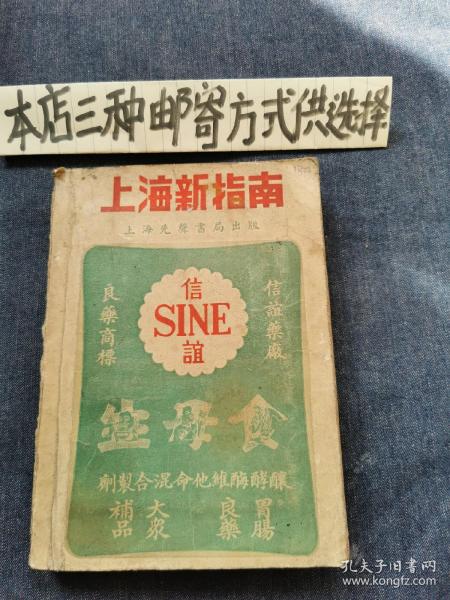 本店三种邮寄方式供选择
上海新指南
上海先聲書局出版
信誼藥廠
良藥商標
信
SINE
誼
食母生
釀酵酶維他命混合製劑
胃腸
良藥
大衆
補品
孔夫子旧书网
www.kongfz.com